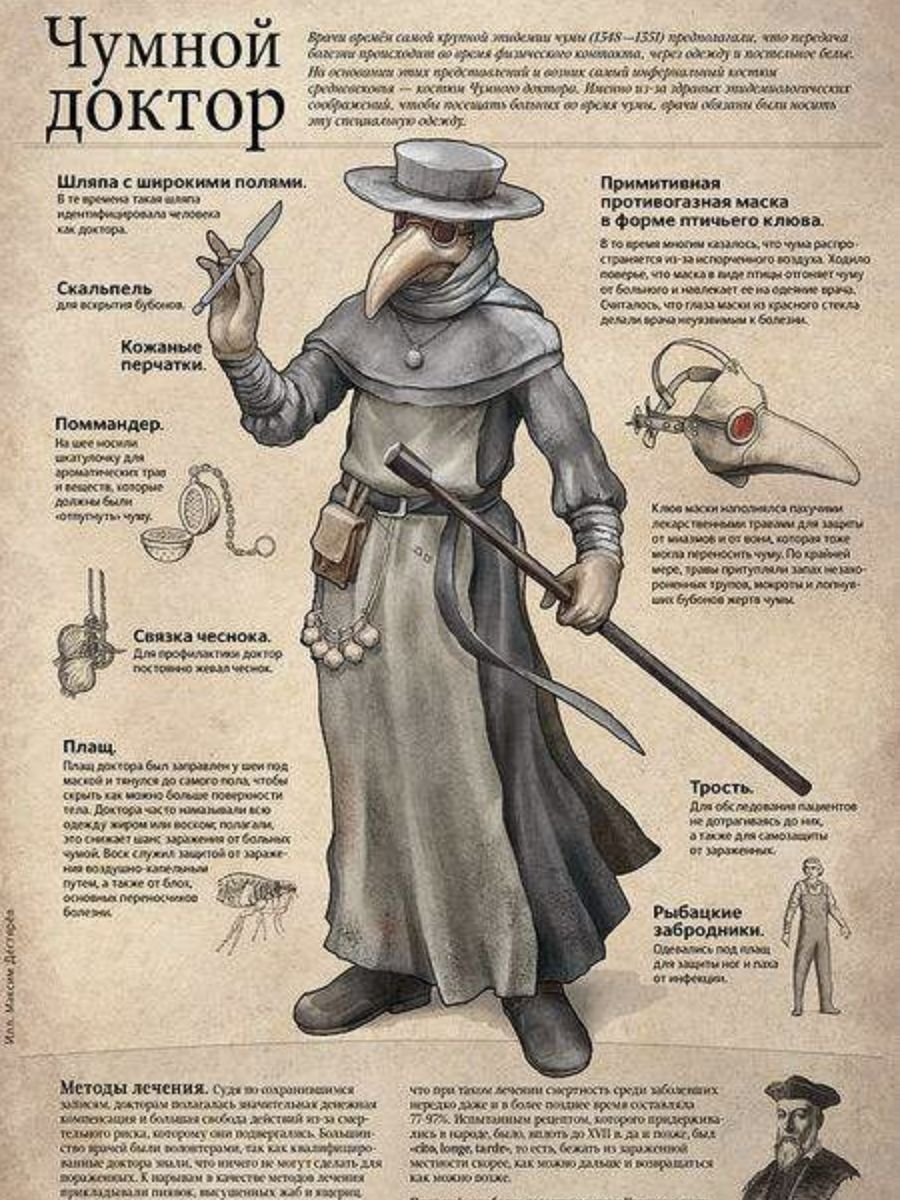 Чумной
доктор
Врачи времён самой крупной эпидемии чумы (1348—1351) предполагали, что передача
болезни происходит во время физического контакта, через одежду и постельное белье.
На основании этих представлений и возник самый инфернальный костюм
средневековья — костюм Чумного доктора. Именно из-за здравых эпидемиологических
соображений, чтобы посещать больных во время чумы, врачи обязаны были носить
эту специальную одежду.
Шляпа с широкими полями.
В те времена такая шляпа
идентифицировала человека
как доктора.
Скальпель
для вскрытия бубонов.
Кожаные
перчатки.
Поммандер.
На шее носили
шкатулочку для
ароматических трав
и веществ, которые
должны были
«отпугнуть» чуму.
Связка чеснока.
Для профилактики доктор
постоянно жевал чеснок.
Плащ.
Плащ доктора был заправлен у шеи под
маской и тянулся до самого пола, чтобы
скрыть как можно больше поверхности
тела. Доктора часто намазывали всю
одежду жиром или воском; полагали,
это снижает шанс заражения от больных
чумой. Воск служил защитой от зараже-
ния воздушно-капельным
путем, а также от блох,
основных переносчиков
болезни.
Примитивная
противогазная маска
в форме птичьего клюва.
В то время многим казалось, что чума распро-
страняется из-за испорченного воздуха. Ходило
поверье, что маска в виде птицы отгоняет чуму
от больного и навлекает ее на одеяние врача.
Считалось, что глаза маски из красного стекла
делали врача неуязвимым к болезни.
Клюв маски наполнялся пахучими
лекарственными травами для защиты
от миазмов и от вони, которая тоже
могла переносить чуму. По крайней
мере, травы притупляли запах незахо-
роненных трупов, мокроты и лопнув-
ших бубонов жертв чумы.
Трость.
Для обследования пациентов
не дотрагиваясь до них,
а также для самозащиты
от зараженных.
Рыбацкие
забродники.
Одевались под плащ
для защиты ног и паха
от инфекции.
Илл. Максим Дегтярёв
Методы лечения. Судя по сохранившимся
записям, докторам полагалась значительная денежная
компенсация и большая свобода действий из-за смер-
тельного риска, которому они подвергались. Большин-
ство врачей были волонтерами, так как квалифициро-
ванные доктора знали, что ничего не могут сделать для
пораженных. К нарывам в качестве методов лечения
прикладывали пиявок, высушенных жаб и ящериц.
что при таком лечении смертность среди заболевших
нередко даже и в более позднее время составляла
77-97%. Испытанным рецептом, которого придержива-
лись в народе, было, вплоть до XVII в. да и позже, был
«cito, longe, tarde», то есть, бежать из зараженной
местности скорее, как можно дальше и возвращаться
как можно позже.